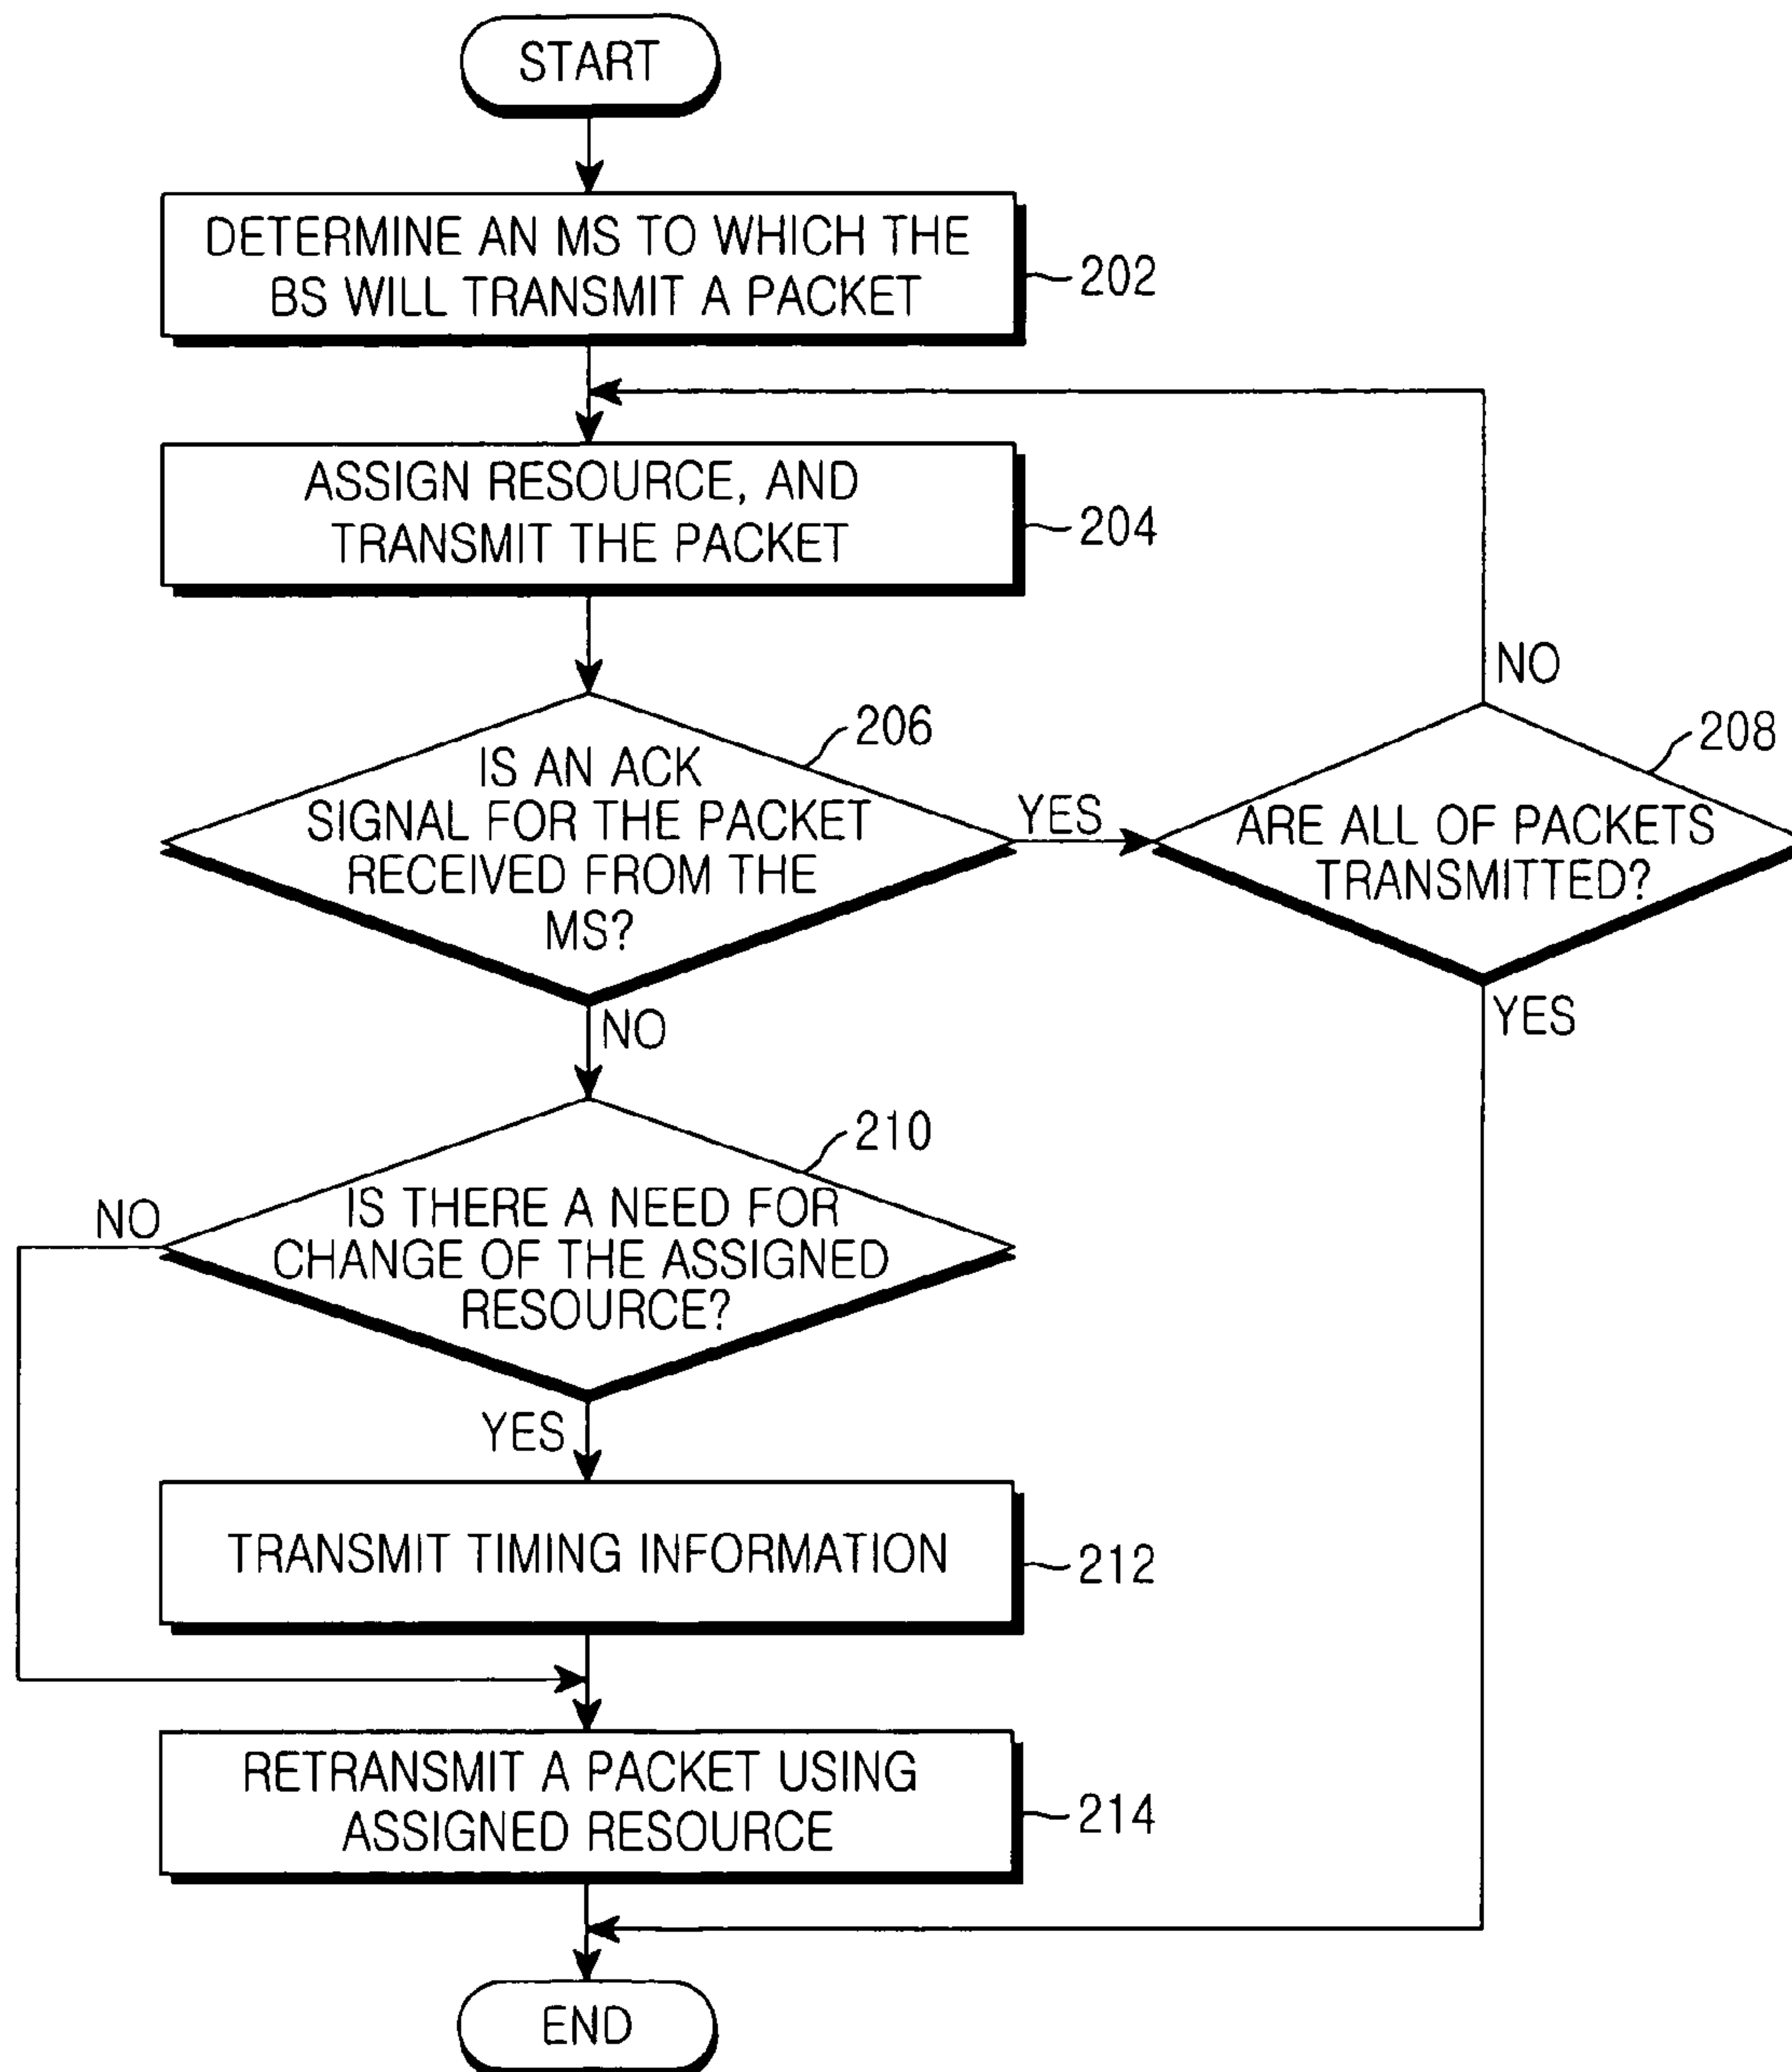 START
DETERMINE AN MS TO WHICH THE
BS WILL TRANSMIT A PACKET
202
ASSIGN RESOURCE, AND
TRANSMIT THE PACKET
204
IS AN ACK
SIGNAL FOR THE PACKET
RECEIVED FROM THE
MS?
206
YES
NO
ARE ALL OF PACKETS
TRANSMITTED?
208
NO
YES
IS THERE A NEED FOR
CHANGE OF THE ASSIGNED
RESOURCE?
210
NO
YES
TRANSMIT TIMING INFORMATION
212
RETRANSMIT A PACKET USING
ASSIGNED RESOURCE
214
END